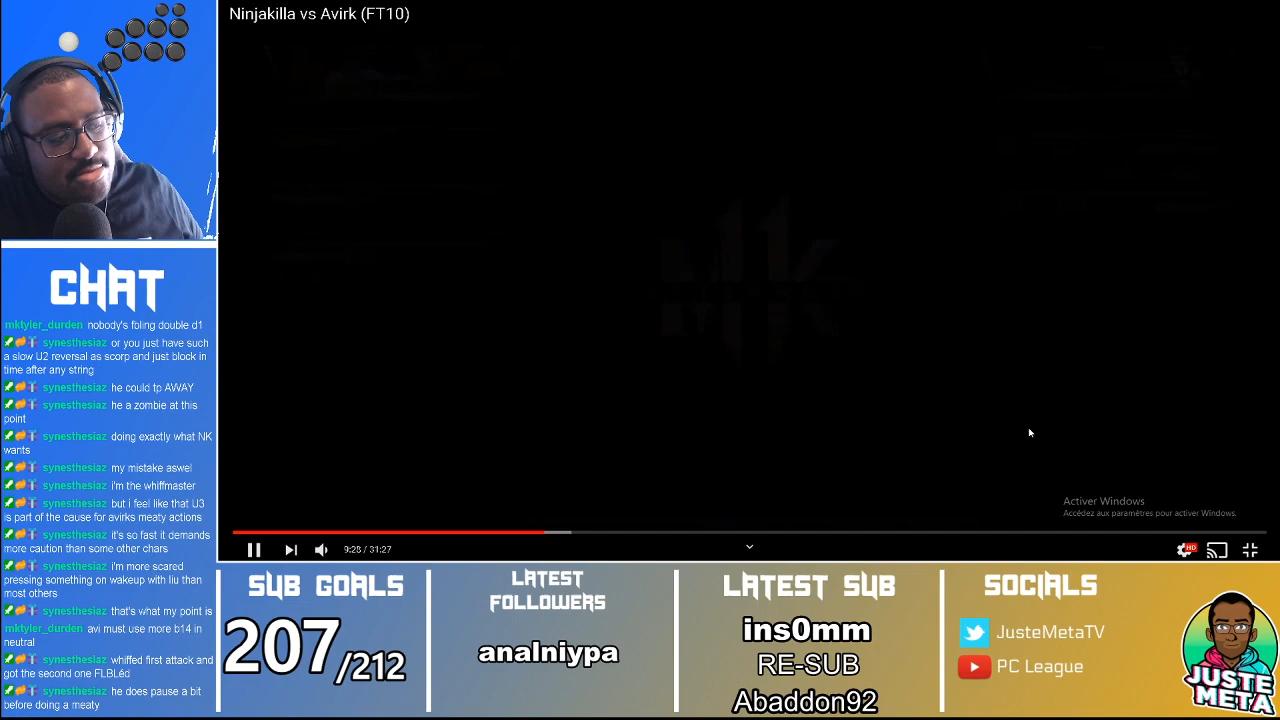 Ninjakilla vs Avirk (FT10)
CHAT
mktyler_durden nobody's foling double d1
synesthesiaz or you just have such
a slow U2 reversal as scorp and just block in
time after any string
synesthesiaz he could tp AWAY
synesthesiaz he a zombie at this
point
synesthesiaz doing exactly what NK
wants
synesthesiaz my mistake aswel
synesthesiaz i'm the whiffmaster
synesthesiaz but i feel like that U3
is part of the cause for avirks meaty actions
synesthesiaz it's so fast it demands
more caution than some other chars
synesthesiaz i'm more scared
pressing something on wakeup with liu than
most others
synesthesiaz that's what my point is
mktyler_durden avi must use more b14 in
neutral
synesthesiaz whiffed first attack and
got the second one FLBLéd
synesthesiaz he does pause a bit
before doing a meaty
11
MK
Activer Windows
Accédez aux paramètres pour activer Windows.
9:28 / 31:27
HD
SUB GOALS
207/212
LATEST
FOLLOWERS
analniypa
LATEST SUB
ins0mm
RE-SUB
Abaddon92
SOCIALS
JusteMetaTV
PC League
JUSTE
META